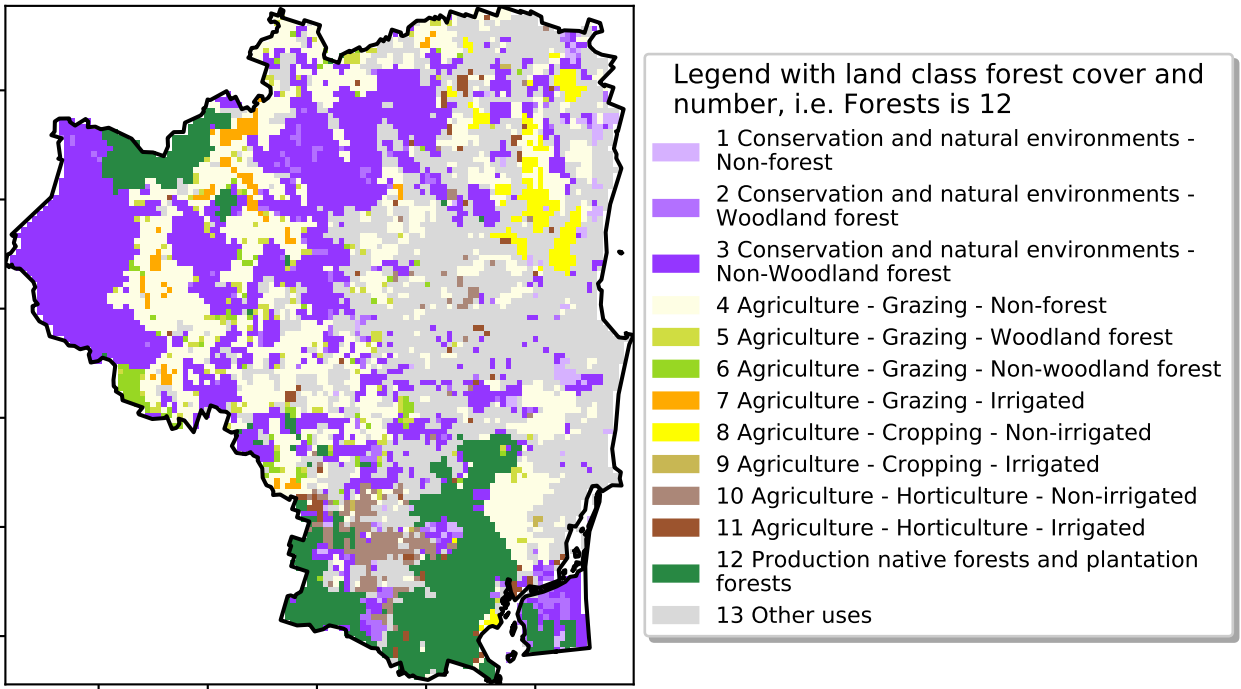 Legend with land class forest cover and
number, i.e. Forests is 12
1 Conservation and natural environments -
Non-forest
2 Conservation and natural environments -
Woodland forest
3 Conservation and natural environments -
Non-Woodland forest
4 Agriculture - Grazing - Non-forest
5 Agriculture - Grazing - Woodland forest
6 Agriculture - Grazing - Non-woodland forest
7 Agriculture - Grazing - Irrigated
8 Agriculture - Cropping - Non-irrigated
9 Agriculture - Cropping - Irrigated
10 Agriculture - Horticulture - Non-irrigated
11 Agriculture - Horticulture - Irrigated
12 Production native forests and plantation
forests
13 Other uses